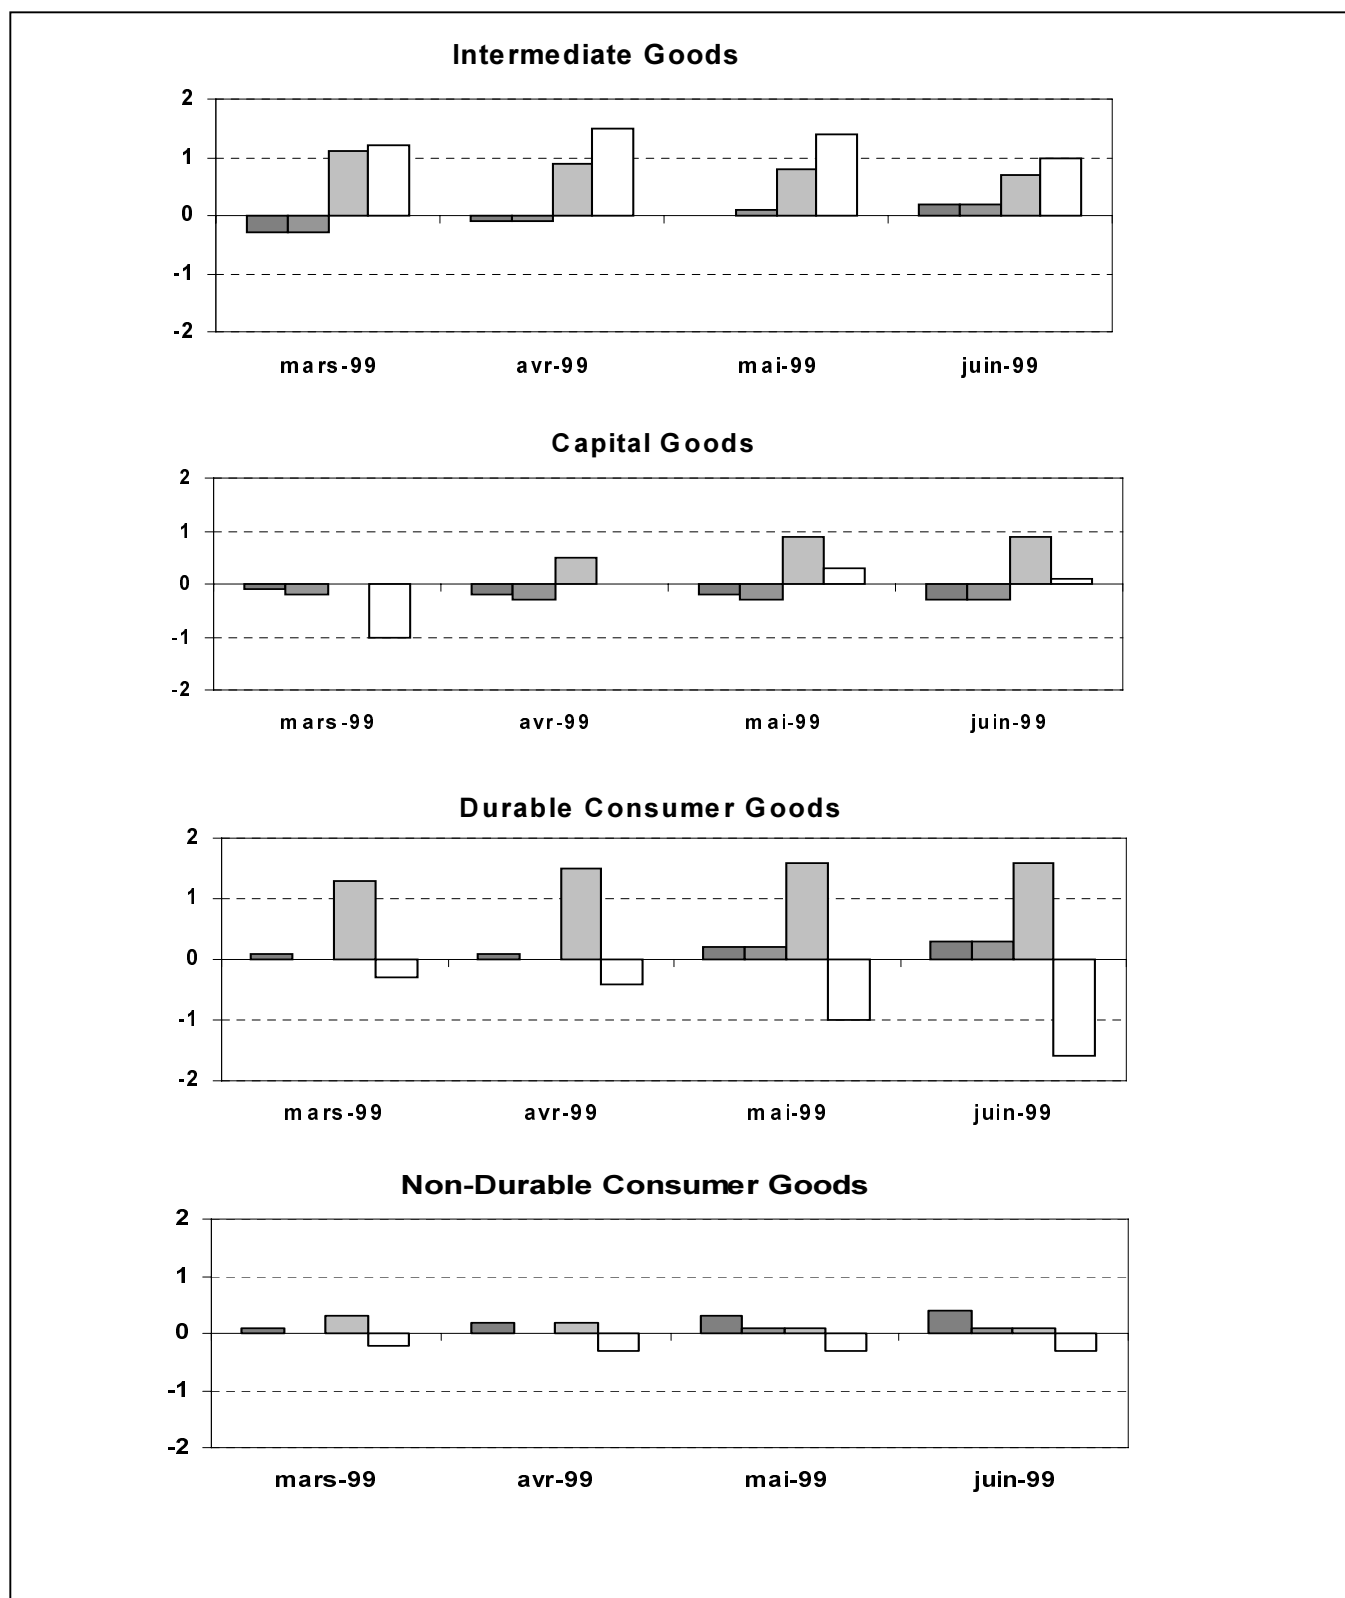 Intermediate Goods
2
1
0
-1
-2
mars-99 avr-99 mai-99 juin-99
Capital Goods
2
1
0
-1
-2
mars-99 avr-99 mai-99 juin-99
Durable Consumer Goods
2
1
0
-1
-2
mars-99 avr-99 mai-99 juin-99
Non-Durable Consumer Goods
2
1
0
-1
-2
mars-99 avr-99 mai-99 juin-99